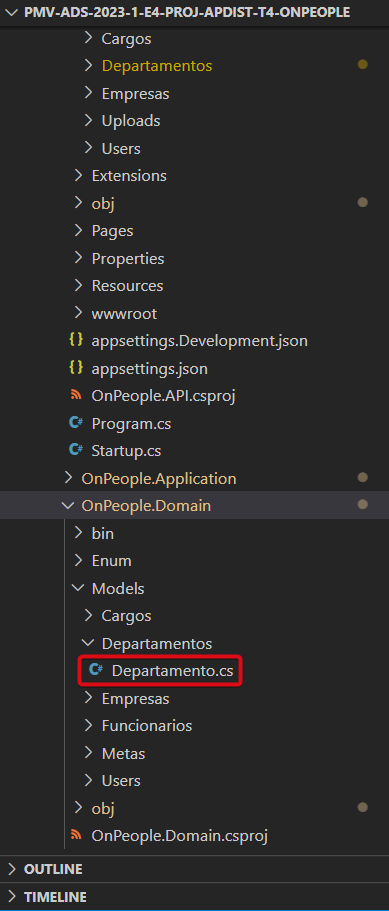 PMV-ADS-2023-1-E4-PROJ-APDIST-T4-ONPEOPLE
Cargos
Departamentos
Empresas
Uploads
Users
Extensions
obj
Pages
Properties
Resources
wwwroot
{} appsettings.Development.json
{} appsettings.json
OnPeople.API.csproj
C# Program.cs
C# Startup.cs
OnPeople.Application
OnPeople.Domain
bin
Enum
Models
Cargos
Departamentos
C# Departamento.cs
Empresas
Funcionarios
Metas
Users
obj
OnPeople.Domain.csproj
OUTLINE
TIMELINE